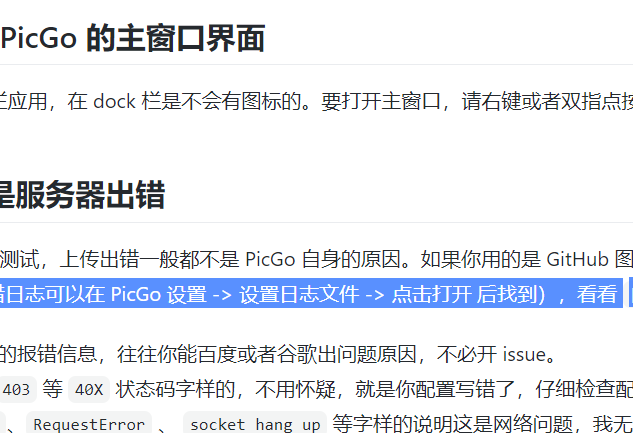 PicGo 的主窗口界面
栏应用，在 dock 栏是不会有图标的。要打开主窗口，请右键或者双指点按
是服务器出错
测试，上传出错一般都不是 PicGo 自身的原因。如果你用的是 GitHub 图
错日志可以在 PicGo 设置 -> 设置日志文件 -> 点击打开 后找到），看看
的报错信息，往往你能百度或者谷歌出问题原因，不必开 issue。
403 等 40X 状态码字样的，不用怀疑，就是你配置写错了，仔细检查配
、 RequestError 、 socket hang up 等字样的说明这是网络问题，我无